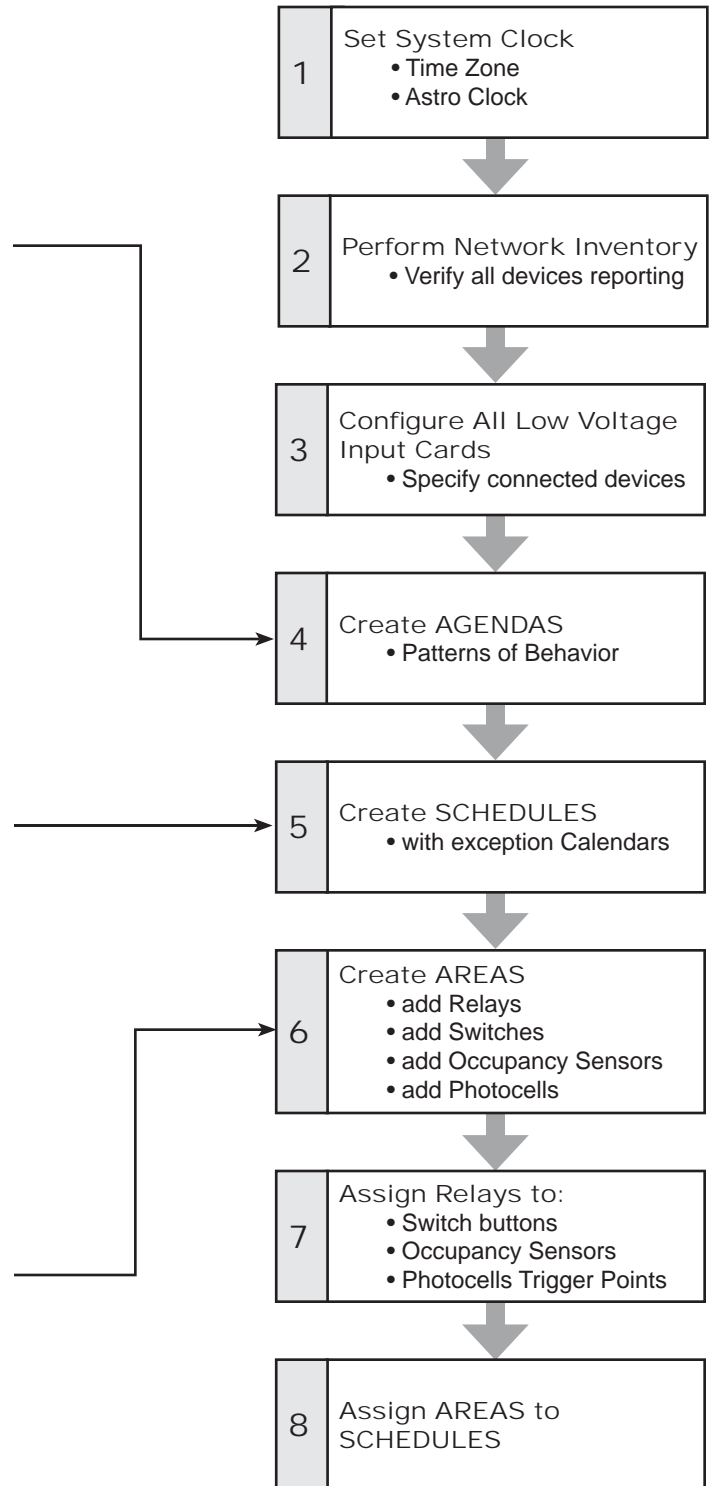 1
Set System Clock
• Time Zone
• Astro Clock
2
Perform Network Inventory
• Verify all devices reporting
3
Configure All Low Voltage
Input Cards
• Specify connected devices
4
Create AGENDAS
• Patterns of Behavior
5
Create SCHEDULES
• with exception Calendars
6
Create AREAS
• add Relays
• add Switches
• add Occupancy Sensors
• add Photocells
7
Assign Relays to:
• Switch buttons
• Occupancy Sensors
• Photocells Trigger Points
8
Assign AREAS to
SCHEDULES